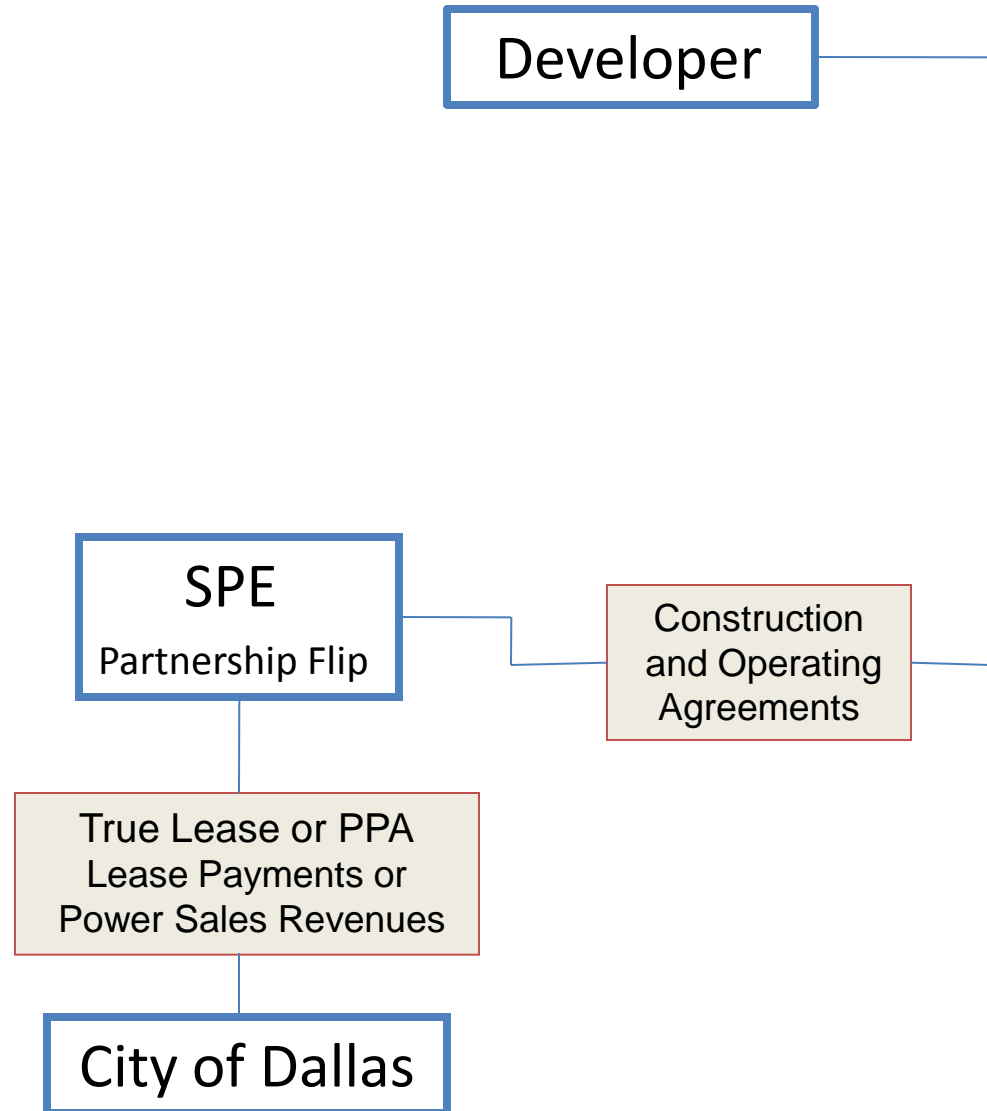 Developer
SPE
Partnership Flip
Construction
and Operating
Agreements
True Lease or PPA
Lease Payments or
Power Sales Revenues
City of Dallas